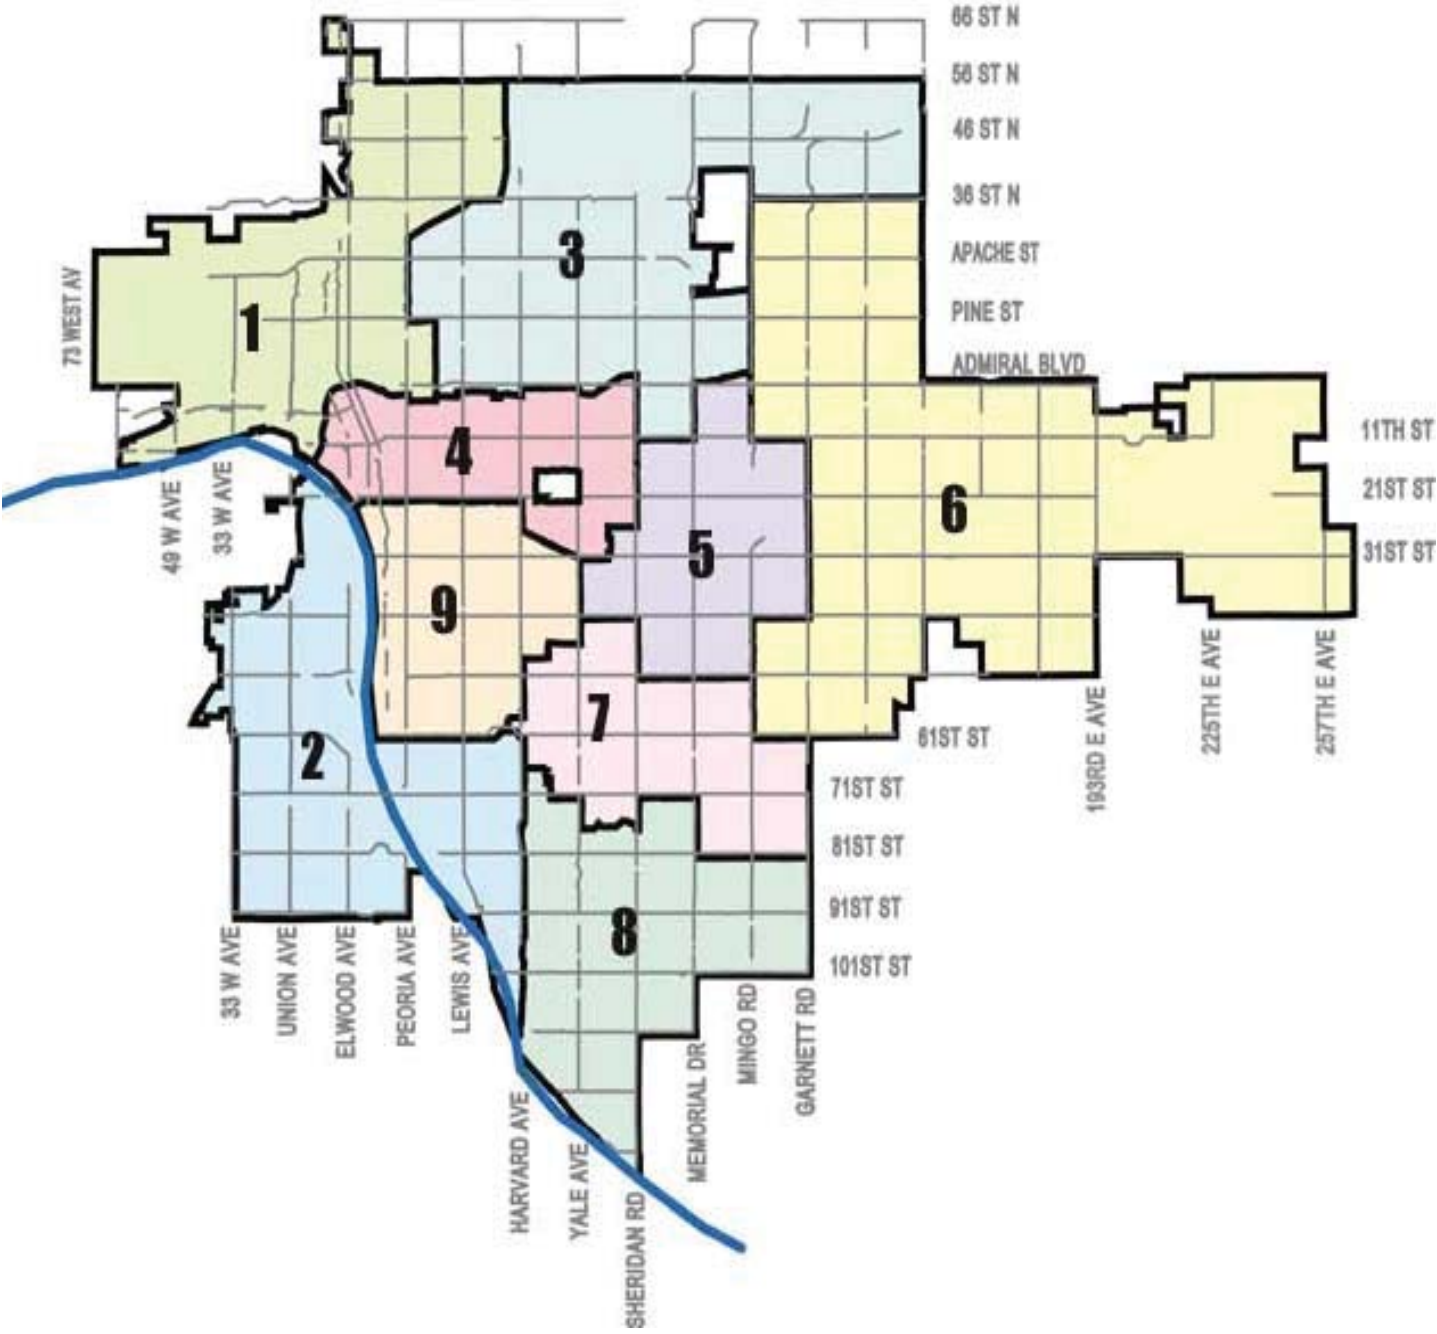 66 ST N
56 ST N
46 ST N
36 ST N
APACHE ST
PINE ST
ADMIRAL BLVD
73 WEST AV
1
3
4
5
6
9
7
2
8
11TH ST
21ST ST
31ST ST
49 W AVE
33 W AVE
61ST ST
193RD E AVE
225TH E AVE
257TH E AVE
71ST ST
81ST ST
91ST ST
101ST ST
33 W AVE
UNION AVE
ELWOOD AVE
PEORIA AVE
LEWIS AVE
HARVARD AVE
YALE AVE
SHERIDAN RD
MEMORIAL DR
MINGO RD
GARNETT RD